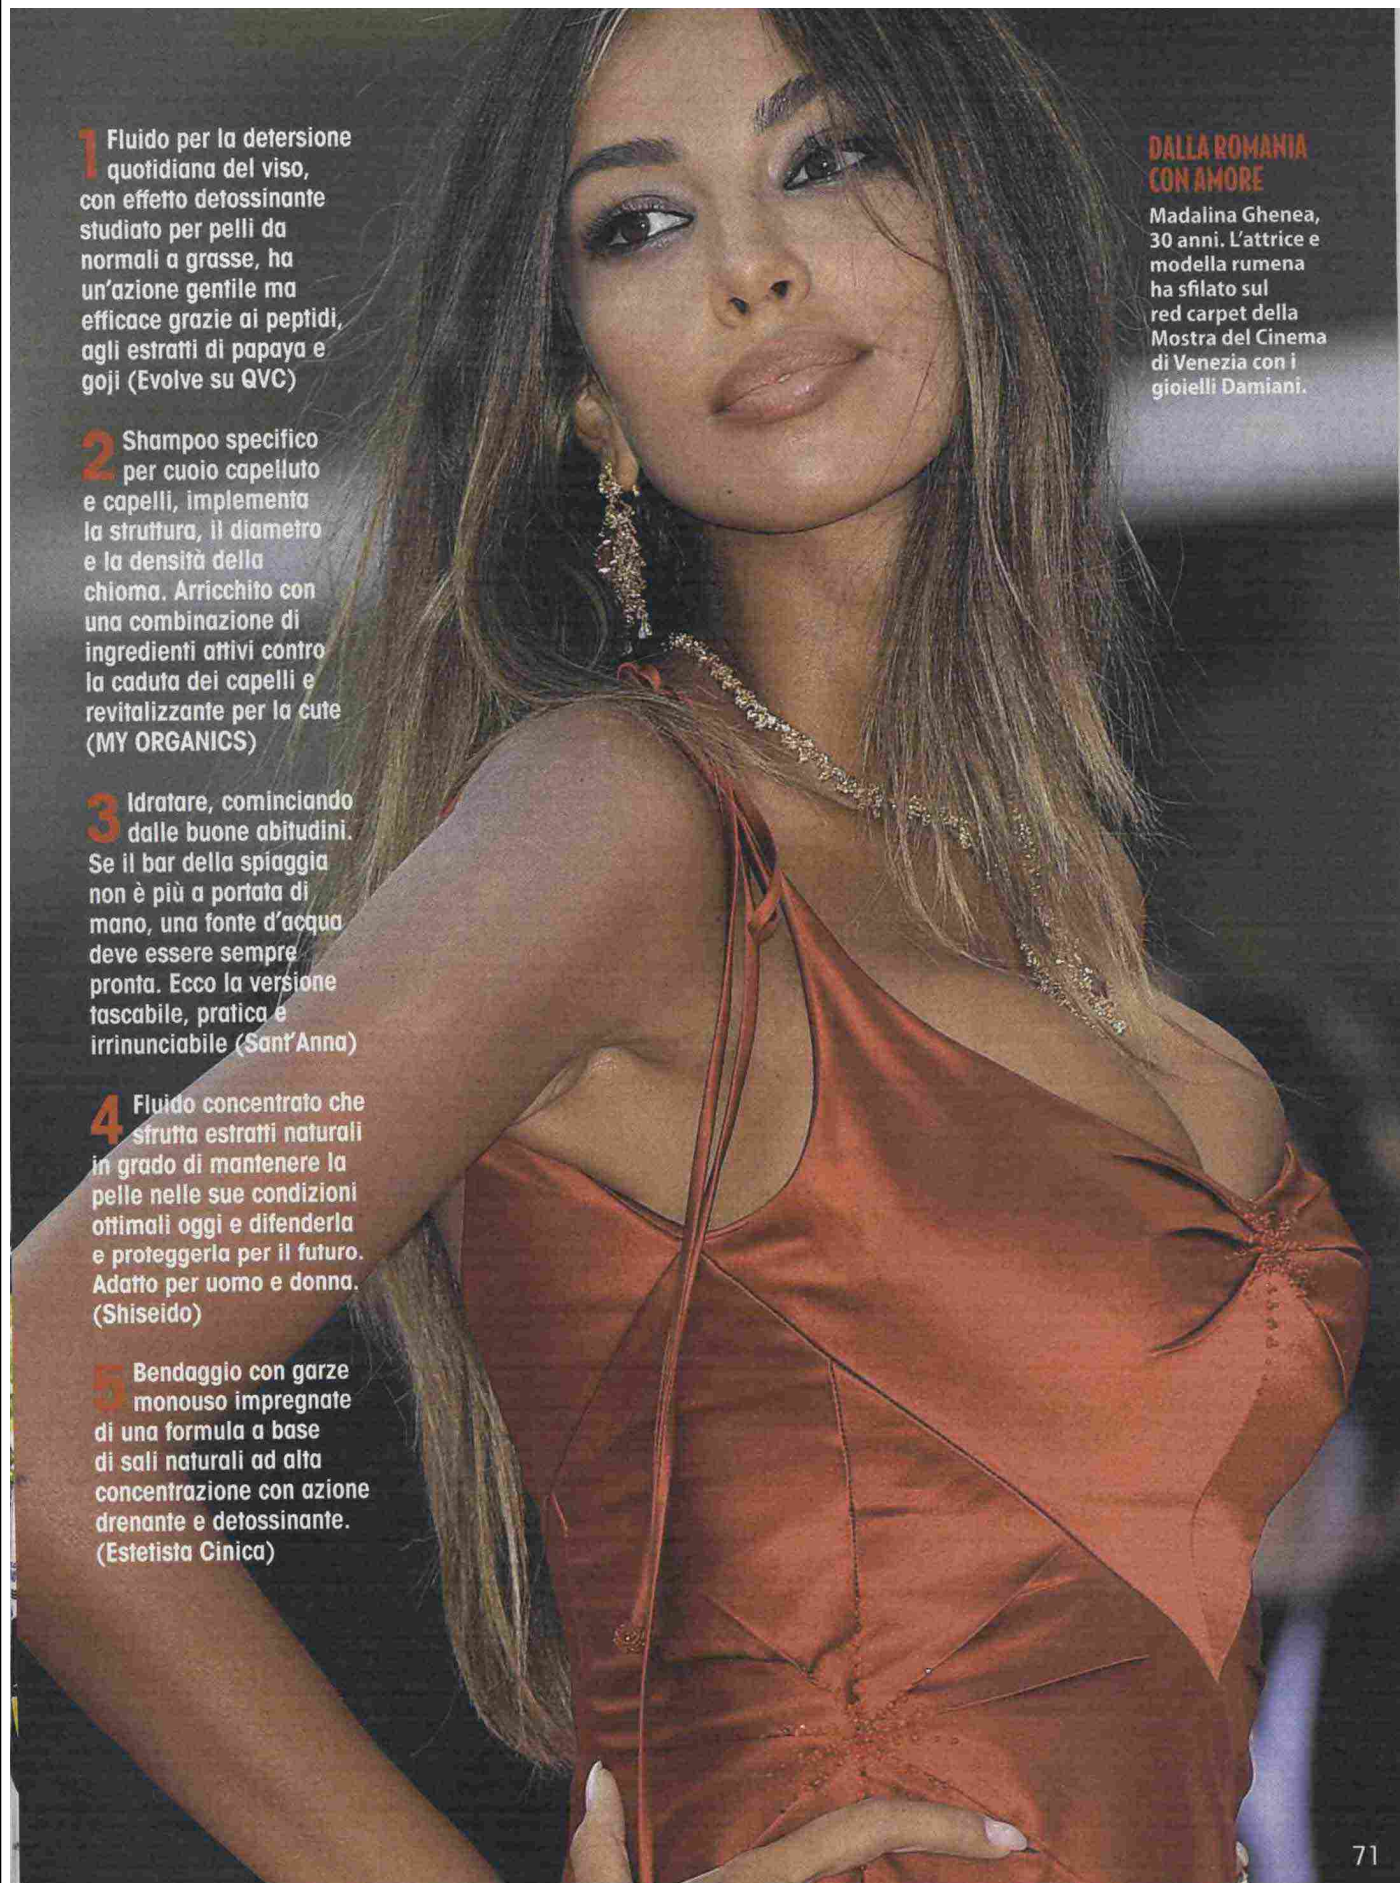 1 Fluido per la detersione
quotidiana del viso,
con effetto detossinante
studiato per pelli da
normali a grasse, ha
un'azione gentile ma
efficace grazie ai peptidi,
agli estratti di papaya e
goji (Evolve su QVC)
2 Shampoo specifico
per cuoio capelluto
e capelli, implementa
la struttura, il diametro
e la densità della
chioma. Arricchito con
una combinazione di
ingredienti attivi contro
la caduta dei capelli e
revitalizzante per la cute
(MY ORGANICS)
3 Idratare, cominciando
dalle buone abitudini.
Se il bar della spiaggia
non è più a portata di
mano, una fonte d'acqua
deve essere sempre
pronta. Ecco la versione
tascabile, pratica e
irrinunciabile (Sant'Anna)
4 Fluido concentrato che
sfrutta estratti naturali
in grado di mantenere la
pelle nelle sue condizioni
ottimali oggi e difenderla
e proteggerla per il futuro.
Adatto per uomo e donna.
(Shiseido)
5 Bendaggio con garze
monouso impregnate
di una formula a base
di sali naturali ad alta
concentrazione con azione
drenante e detossinante.
(Estetista Cinica)
DALLA ROMANIA
CON AMORE
Madalina Ghenea,
30 anni. L'attrice e
modella rumena
ha sfilato sul
red carpet della
Mostra del Cinema
di Venezia con i
gioielli Damiani.
71